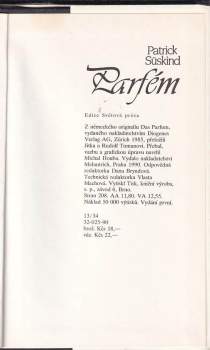 Patrick
Süskind
Parfém
Edice Světová próza
Z německého originálu Das Parfum,
vydaného nakladatelstvím Diogenes
Verlag AG, Zürich 1985, přeložili
Jitka a Rudolf Tomanovi. Přebal,
vazbu a grafickou úpravu navrhl
Michal Houba. Vydalo nakladatelství
Melantrich, Praha 1990. Odpovědná
redaktorka Dana Bryndová.
Technická redaktorka Vlasta
Machová. Vytiskl Tisk, knižní výroba,
s. p., závod 6, Brno.
Stran 208. AA 11,80. VA 12,55.
Náklad 50 000 výtisků. Vydání první.
13/34
32-025-90
brož. Kčs 18,—
váz. Kčs 22,—